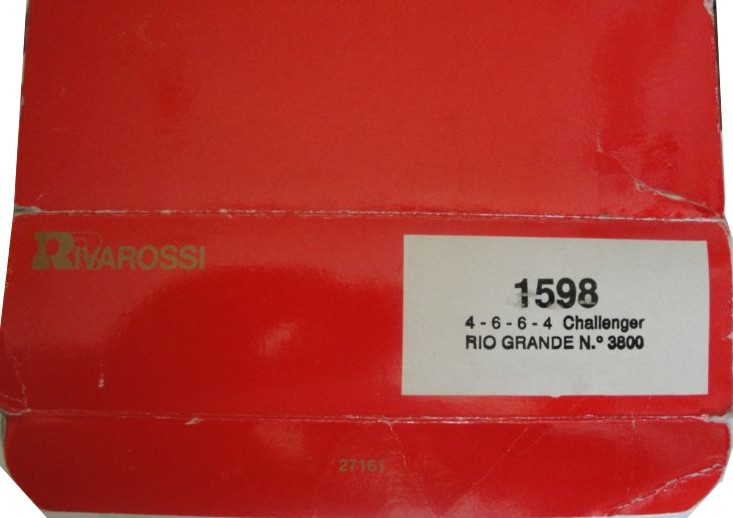 RIVAROSSI
1598
4 - 6 - 6 - 4 Challenger
RIO GRANDE N.º 3800
27161